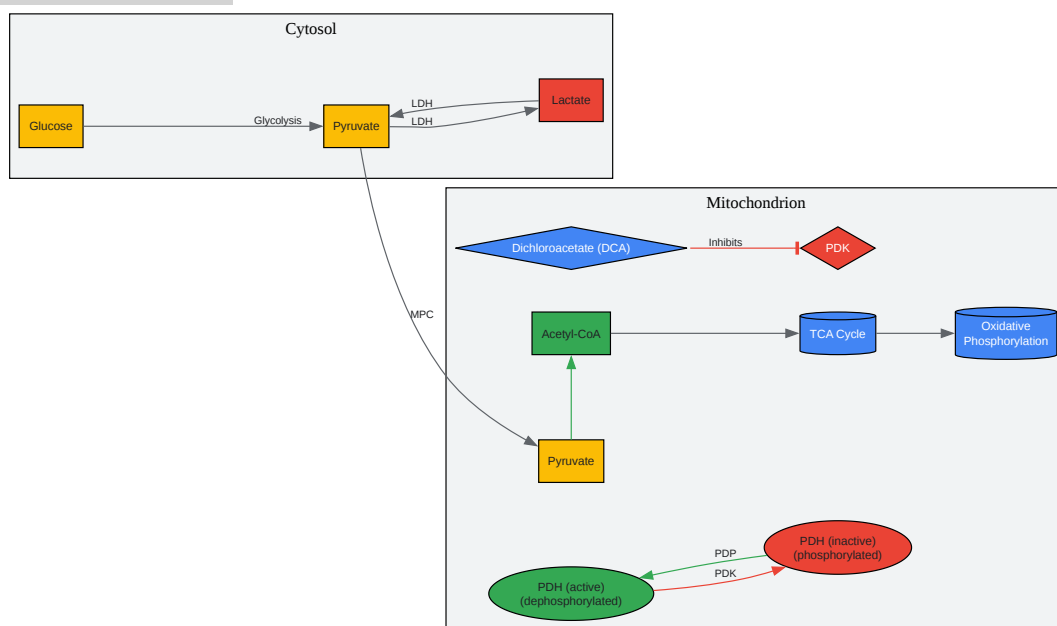 Cytosol
Lactate
LDH
Glucose
Glycolysis
Pyruvate
LDH
Mitochondrion
Dichloroacetate (DCA)
Inhibits
PDK
MPC
Acetyl-CoA
TCA Cycle
Oxidative
Phosphorylation
Pyruvate
PDH (inactive)
(phosphorylated)
PDP
PDK
PDH (active)
(dephosphorylated)